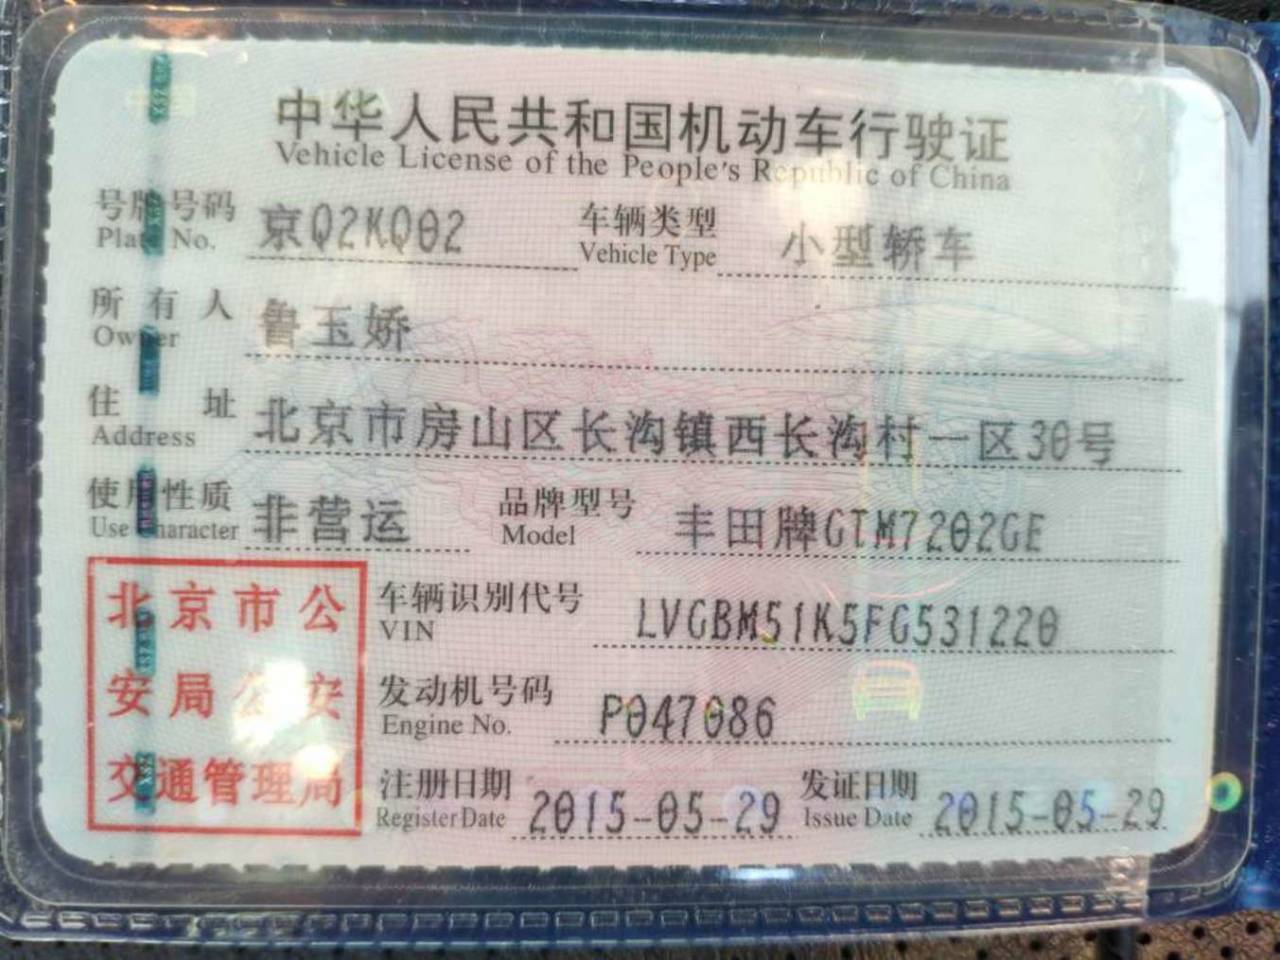 中华人民共和国机动车行驶证
Vehicle License of the People's Republic of China
号牌号码 京Q2KQ02 车辆类型 小型轿车
Plate No. Vehicle Type
所有人 鲁玉娇
Owner
住址 北京市房山区长沟镇西长沟村一区30号
Address
使用性质 非营运 品牌型号 丰田牌GTM7202GE
Use Character Model
北京市公
安局公安
交通管理局
车辆识别代号 LVGBM51K5FG531220
VIN
发动机号码 P047086
Engine No.
注册日期 2015-05-29 发证日期 2015-05-29
Register Date Issue Date